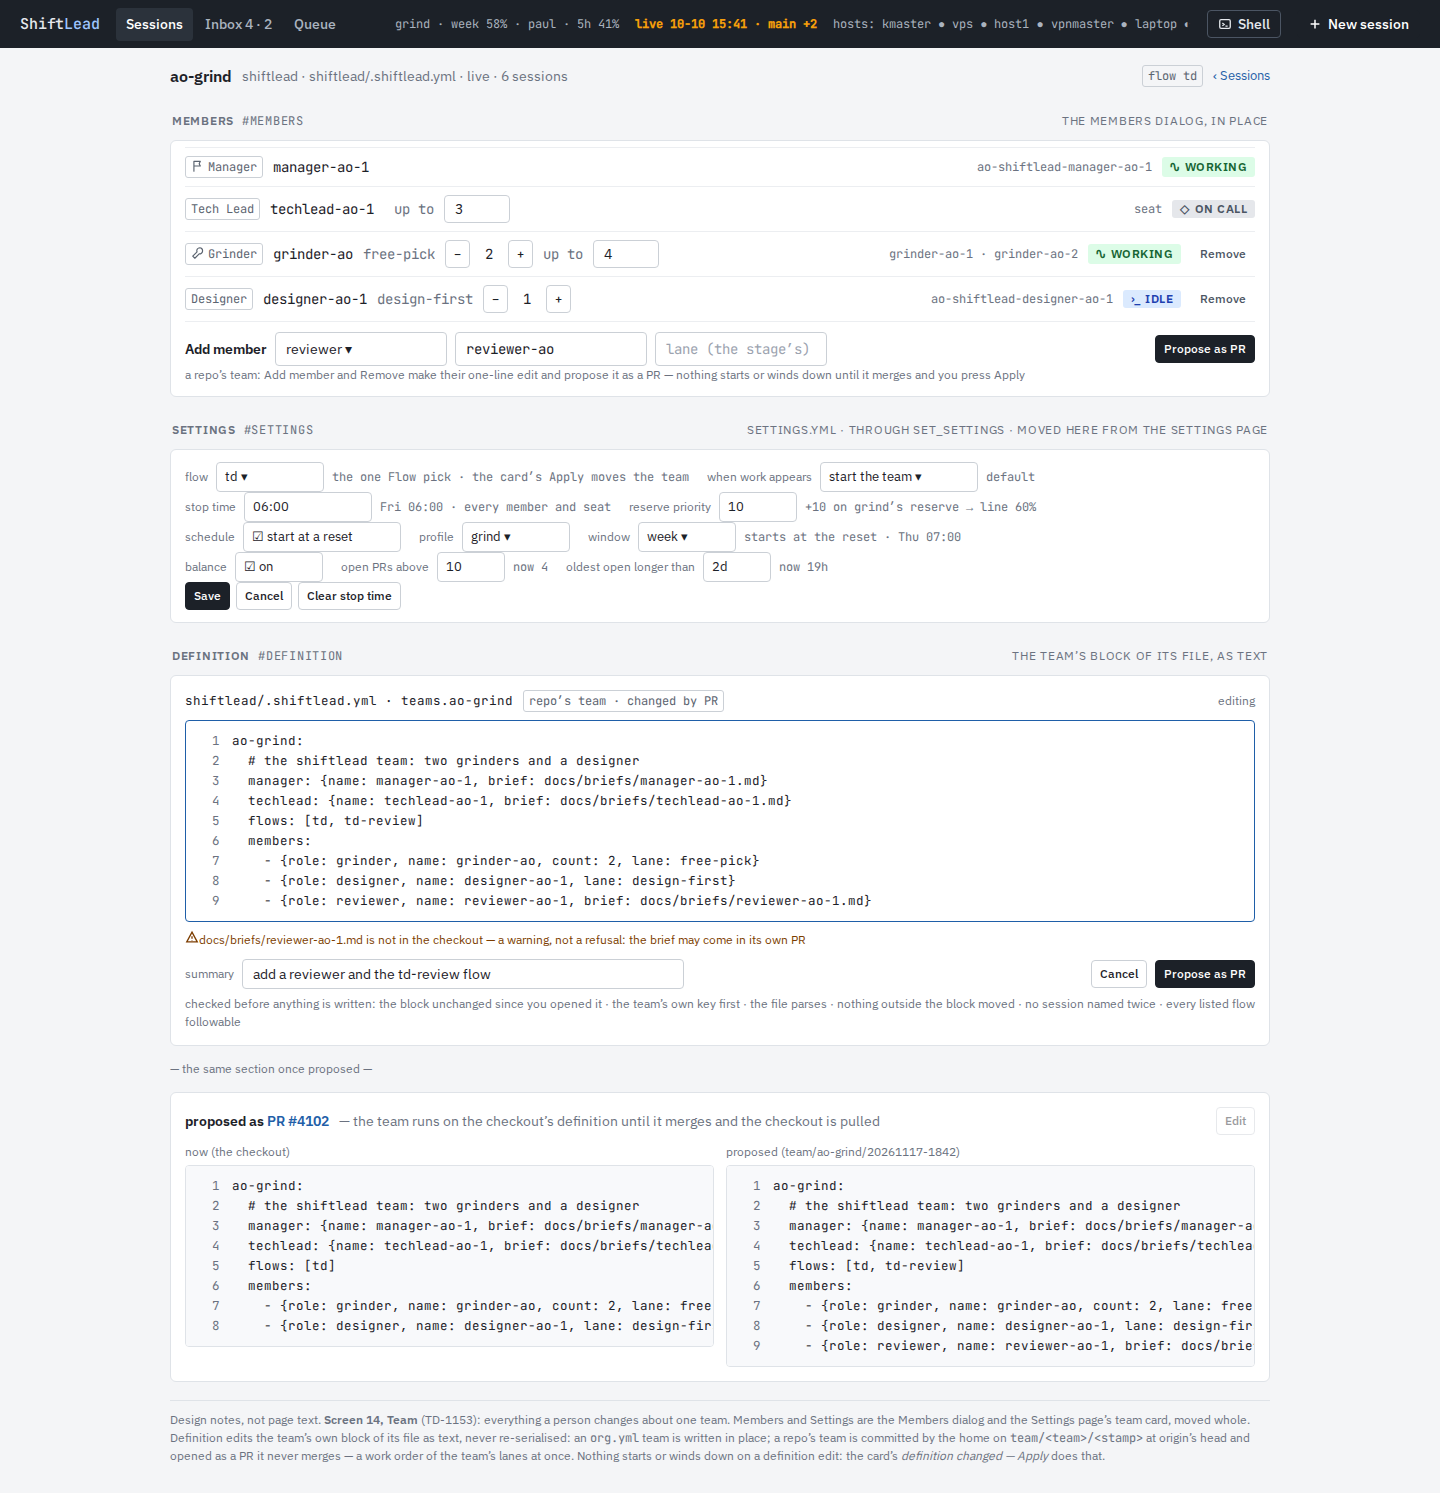 ShiftLead Sessions Inbox 4 · 2 Queue grind · week 58% · paul · 5h 41% live 10-10 15:41 · main +2 hosts: kmaster ● vps ● host1 ● vpnmaster ● laptop Shell + New session
ao-grind shiftlead · shiftlead/.shiftlead.yml · live · 6 sessions flow td ‹ Sessions
MEMBERS #MEMBERS THE MEMBERS DIALOG, IN PLACE
Manager manager-ao-1 ao-shiftlead-manager-ao-1 WORKING
Tech Lead techlead-ao-1 up to 3 seat ◇ ON CALL
Grinder grinder-ao free-pick − 2 + up to 4 grinder-ao-1 · grinder-ao-2 WORKING Remove
Designer designer-ao-1 design-first − 1 + ao-shiftlead-designer-ao-1 ›_ IDLE Remove
Add member reviewer ▾ reviewer-ao lane (the stage’s) Propose as PR
a repo’s team: Add member and Remove make their one-line edit and propose it as a PR — nothing starts or winds down until it merges and you press Apply
SETTINGS #SETTINGS SETTINGS.YML · THROUGH SET_SETTINGS · MOVED HERE FROM THE SETTINGS PAGE
flow td ▾ the one Flow pick · the card’s Apply moves the team when work appears start the team ▾ default
stop time 06:00 Fri 06:00 · every member and seat reserve priority 10 +10 on grind’s reserve → line 60%
schedule ☑ start at a reset profile grind ▾ window week ▾ starts at the reset · Thu 07:00
balance ☑ on open PRs above 10 now 4 oldest open longer than 2d now 19h
Save Cancel Clear stop time
DEFINITION #DEFINITION THE TEAM’S BLOCK OF ITS FILE, AS TEXT
shiftlead/.shiftlead.yml · teams.ao-grind repo’s team · changed by PR editing
1 ao-grind:
2 # the shiftlead team: two grinders and a designer
3 manager: {name: manager-ao-1, brief: docs/briefs/manager-ao-1.md}
4 techlead: {name: techlead-ao-1, brief: docs/briefs/techlead-ao-1.md}
5 flows: [td, td-review]
6 members:
7 - {role: grinder, name: grinder-ao, count: 2, lane: free-pick}
8 - {role: designer, name: designer-ao-1, lane: design-first}
9 - {role: reviewer, name: reviewer-ao-1, brief: docs/briefs/reviewer-ao-1.md}
docs/briefs/reviewer-ao-1.md is not in the checkout — a warning, not a refusal: the brief may come in its own PR
summary add a reviewer and the td-review flow Cancel Propose as PR
checked before anything is written: the block unchanged since you opened it · the team’s own key first · the file parses · nothing outside the block moved · no session named twice · every listed flow
followable
— the same section once proposed —
proposed as PR #4102 — the team runs on the checkout’s definition until it merges and the checkout is pulled Edit
now (the checkout)
1 ao-grind:
2 # the shiftlead team: two grinders and a designer
3 manager: {name: manager-ao-1, brief: docs/briefs/manager-a
4 techlead: {name: techlead-ao-1, brief: docs/briefs/techlea
5 flows: [td]
6 members:
7 - {role: grinder, name: grinder-ao, count: 2, lane: free
8 - {role: designer, name: designer-ao-1, lane: design-fir
proposed (team/ao-grind/20261117-1842)
1 ao-grind:
2 # the shiftlead team: two grinders and a designer
3 manager: {name: manager-ao-1, brief: docs/briefs/manager-a
4 techlead: {name: techlead-ao-1, brief: docs/briefs/techlea
5 flows: [td, td-review]
6 members:
7 - {role: grinder, name: grinder-ao, count: 2, lane: free
8 - {role: designer, name: designer-ao-1, lane: design-fir
9 - {role: reviewer, name: reviewer-ao-1, brief: docs/brie
Design notes, not page text. Screen 14, Team (TD-1153): everything a person changes about one team. Members and Settings are the Members dialog and the Settings page’s team card, moved whole.
Definition edits the team’s own block of its file as text, never re-serialised: an org.yml team is written in place; a repo’s team is committed by the home on team/<team>/<stamp> at origin’s head and
opened as a PR it never merges — a work order of the team’s lanes at once. Nothing starts or winds down on a definition edit: the card’s definition changed — Apply does that.